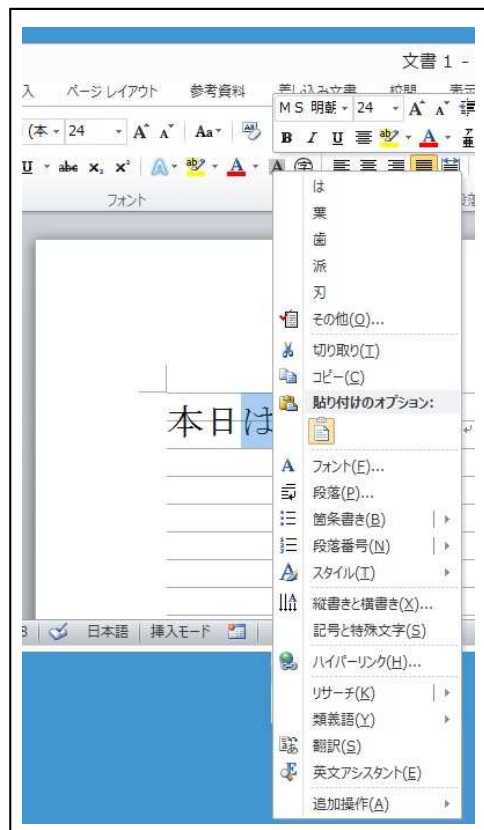 文書 1 -
入 ページ レイアウト 参考資料 差し込み文書 校閲 表示
ＭＳ 明朝 24 A A
(本 24 A A Aa
B I U ab A
U abc x₂ x² A ab A A 字
フォント
は
葉
歯
派
刃
その他(O)...
切り取り(T)
コピー(C)
貼り付けのオプション:
本日は
フォント(F)...
段落(P)...
箇条書き(B)
段落番号(N)
スタイル(T)
縦書きと横書き(X)...
記号と特殊文字(S)
日本語 挿入モード
ハイパーリンク(H)...
リサーチ(K)
類義語(Y)
翻訳(S)
英文アシスタント(E)
追加操作(A)